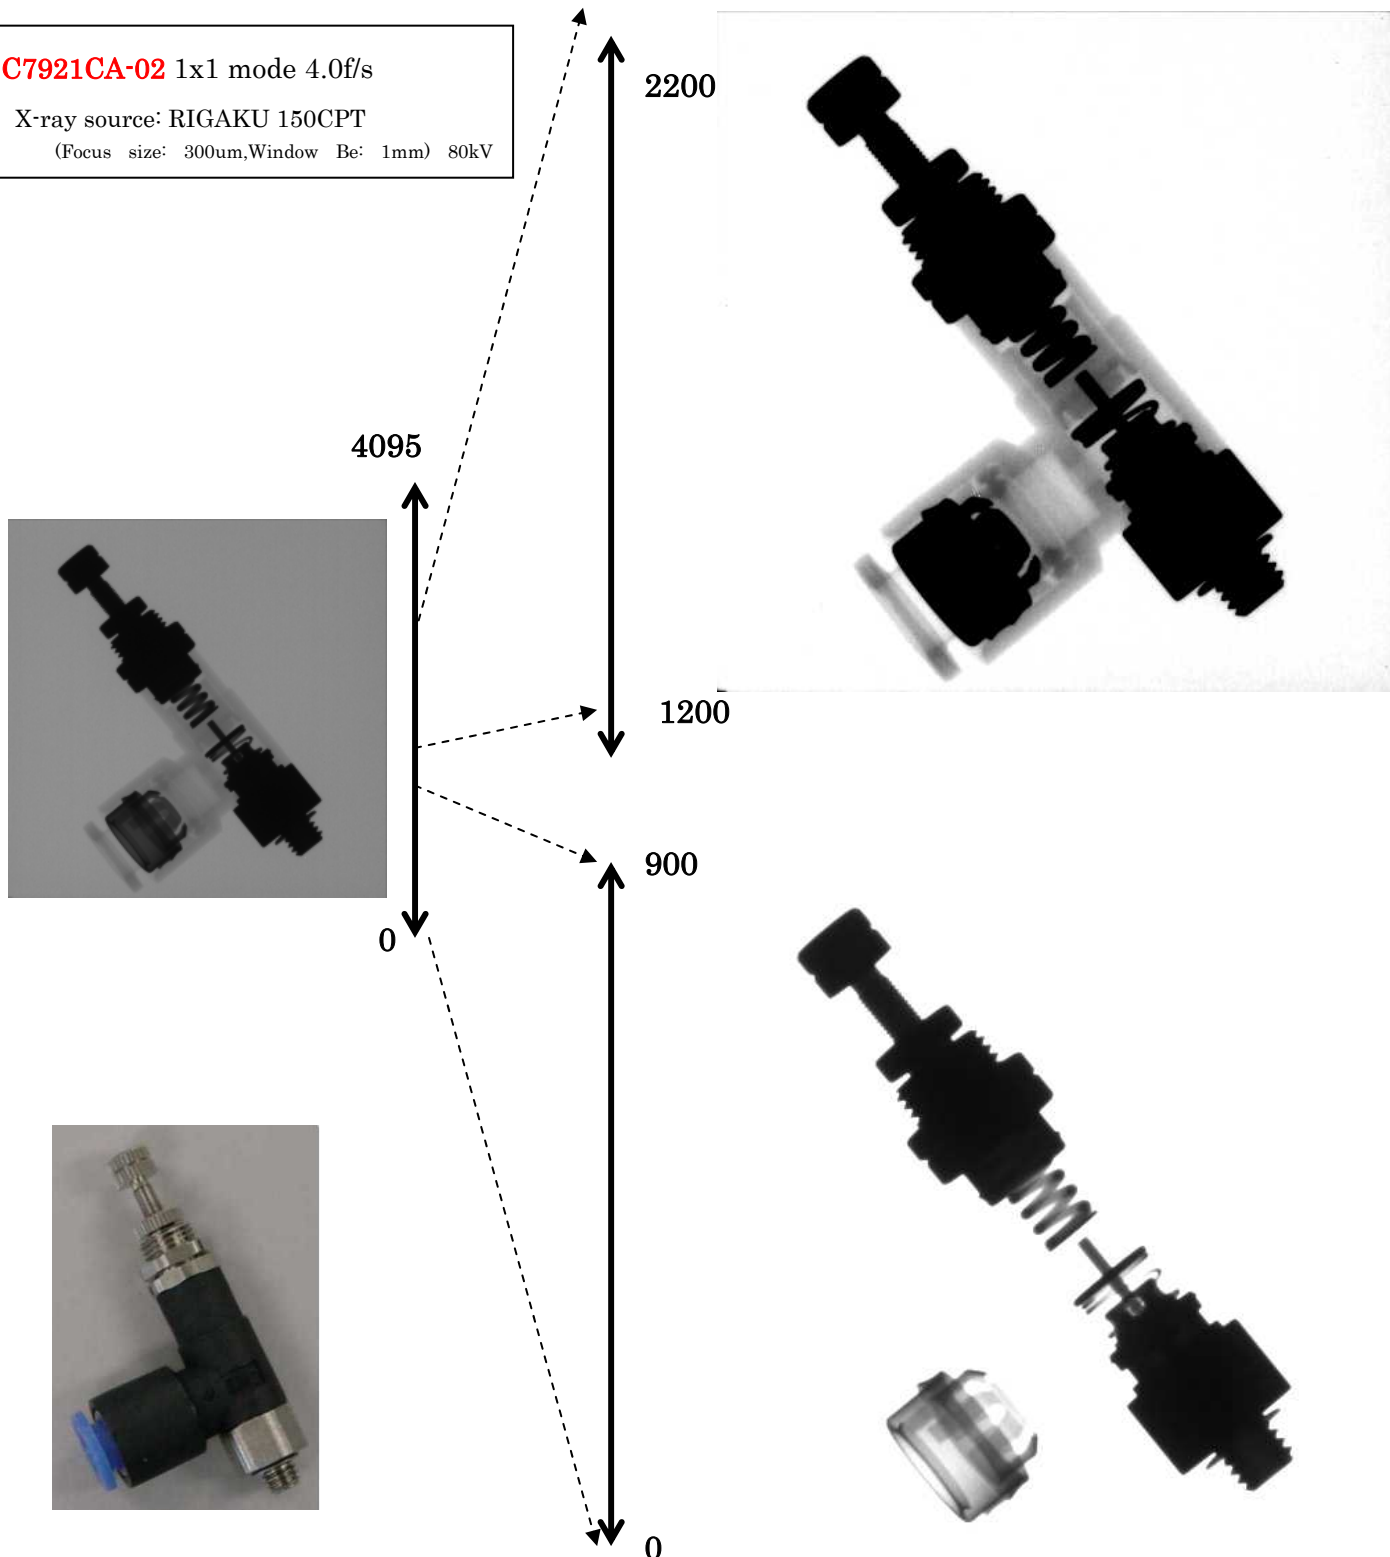 C7921CA-02 1x1 mode 4.0f/s
X-ray source: RIGAKU 150CPT
(Focus size: 300um,Window Be: 1mm) 80kV
2200
4095
1200
900
0
0